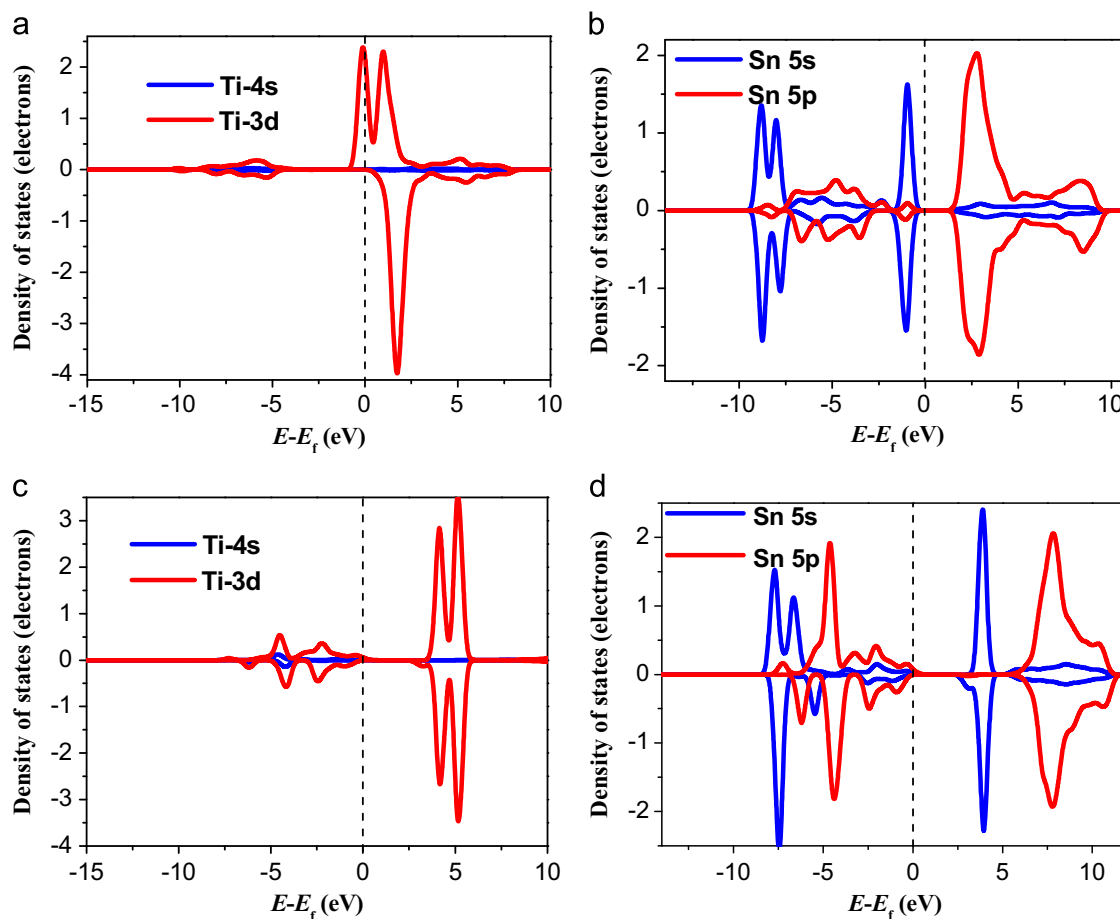 a
Density of states (electrons)
2
1
0
-1
-2
-3
-4
Ti-4s
Ti-3d
-15
-10
-5
0
5
10
E-Ef (eV)
b
Density of states (electrons)
2
1
0
-1
-2
Sn 5s
Sn 5p
-10
-5
0
5
10
E-Ef (eV)
c
Density of states (electrons)
3
2
1
0
-1
-2
-3
-4
Ti-4s
Ti-3d
-15
-10
-5
0
5
10
E-Ef (eV)
d
Density of states (electrons)
2
1
0
-1
-2
Sn 5s
Sn 5p
-10
-5
0
5
10
E-Ef (eV)